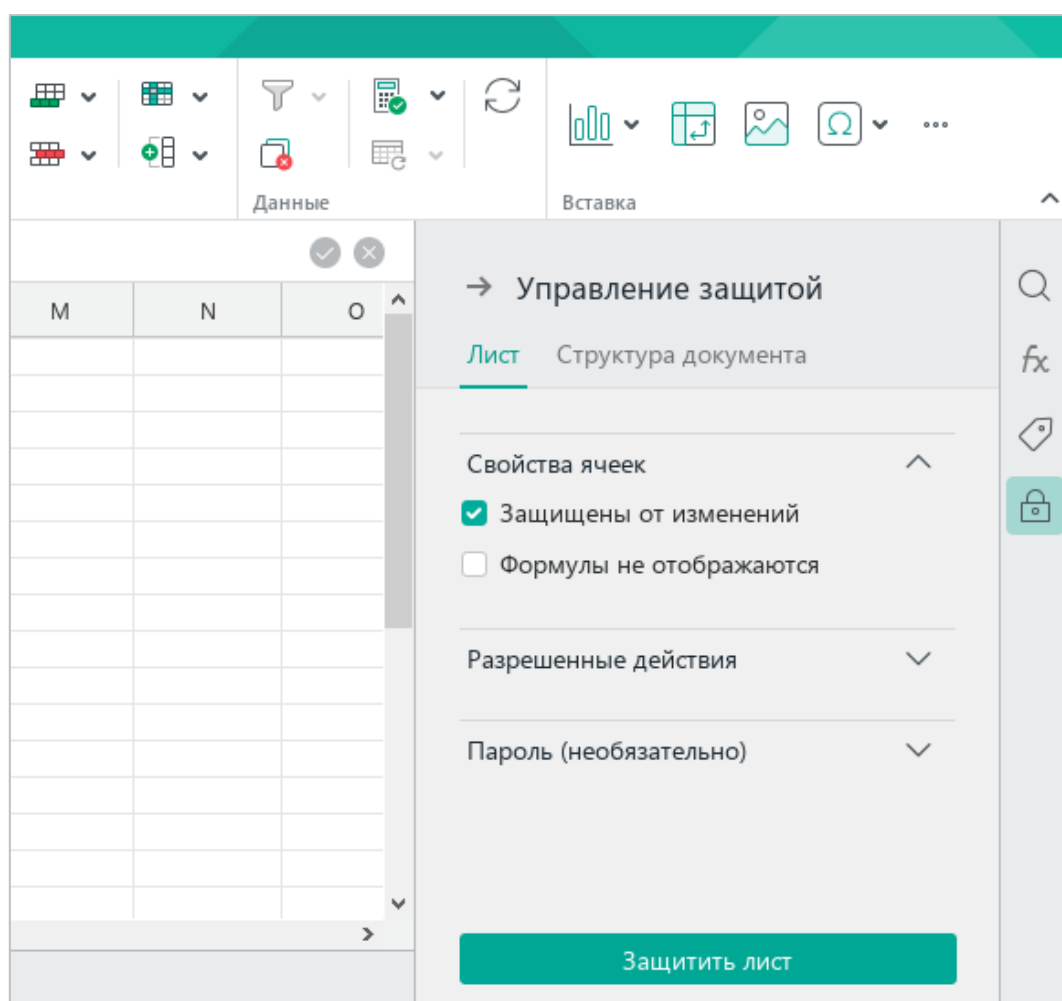 Данные
Вставка
M N O
Управление защитой
Лист Структура документа
fx
Свойства ячеек
Защищены от изменений
Формулы не отображаются
Разрешенные действия
Пароль (необязательно)
Защитить лист